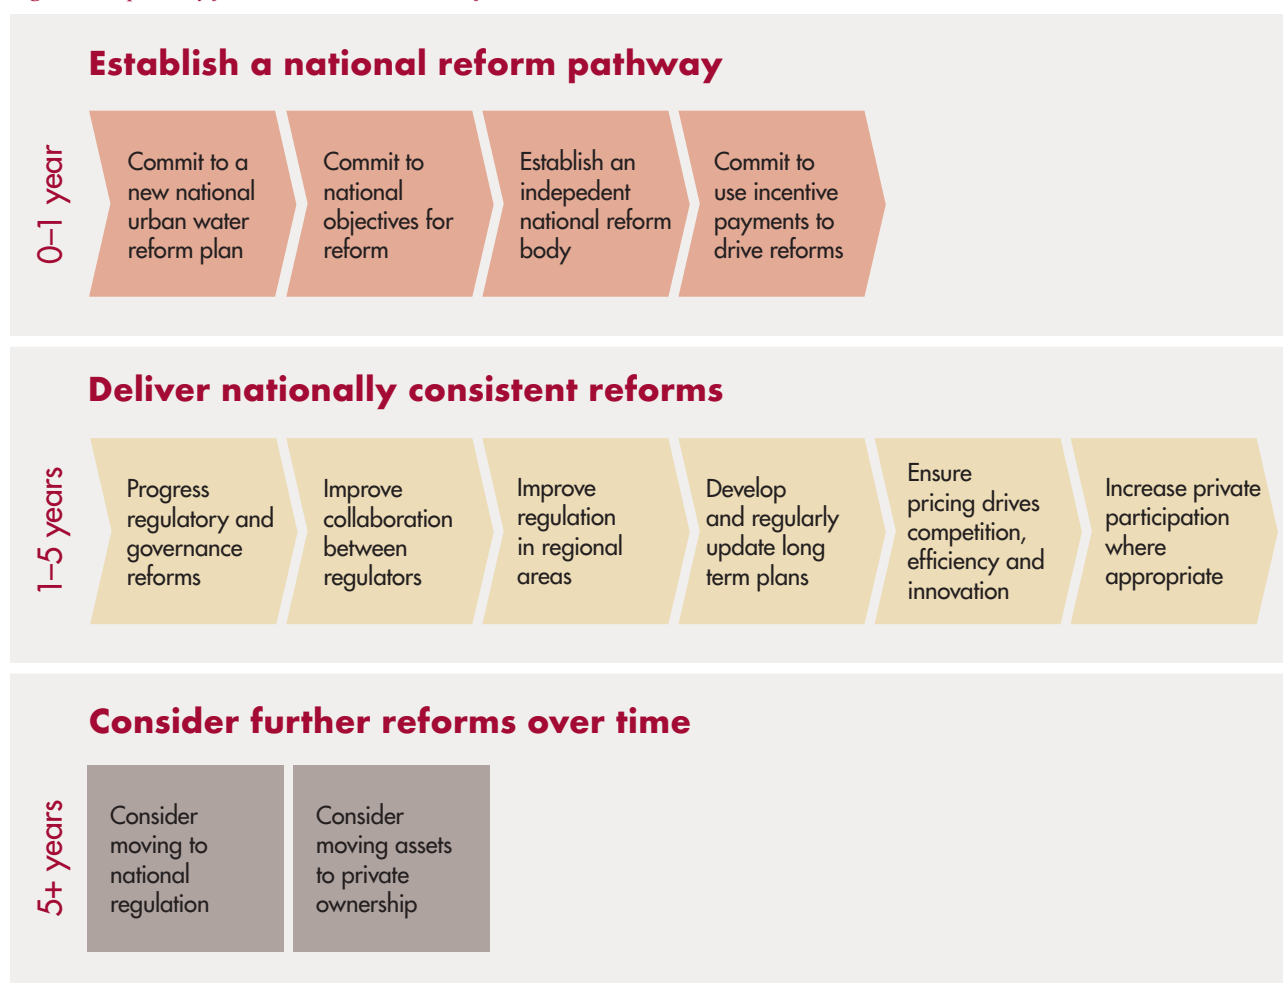 Establish a national reform pathway
0–1 year
Commit to a
new national
urban water
reform plan
Commit to
national
objectives for
reform
Establish an
indepedent
national reform
body
Commit to
use incentive
payments to
drive reforms
Deliver nationally consistent reforms
1–5 years
Progress
regulatory and
governance
reforms
Improve
collaboration
between
regulators
Improve
regulation
in regional
areas
Develop
and regularly
update long
term plans
Ensure
pricing drives
competition,
efficiency and
innovation
Increase private
participation
where
appropriate
Consider further reforms over time
5+ years
Consider
moving to
national
regulation
Consider
moving assets
to private
ownership